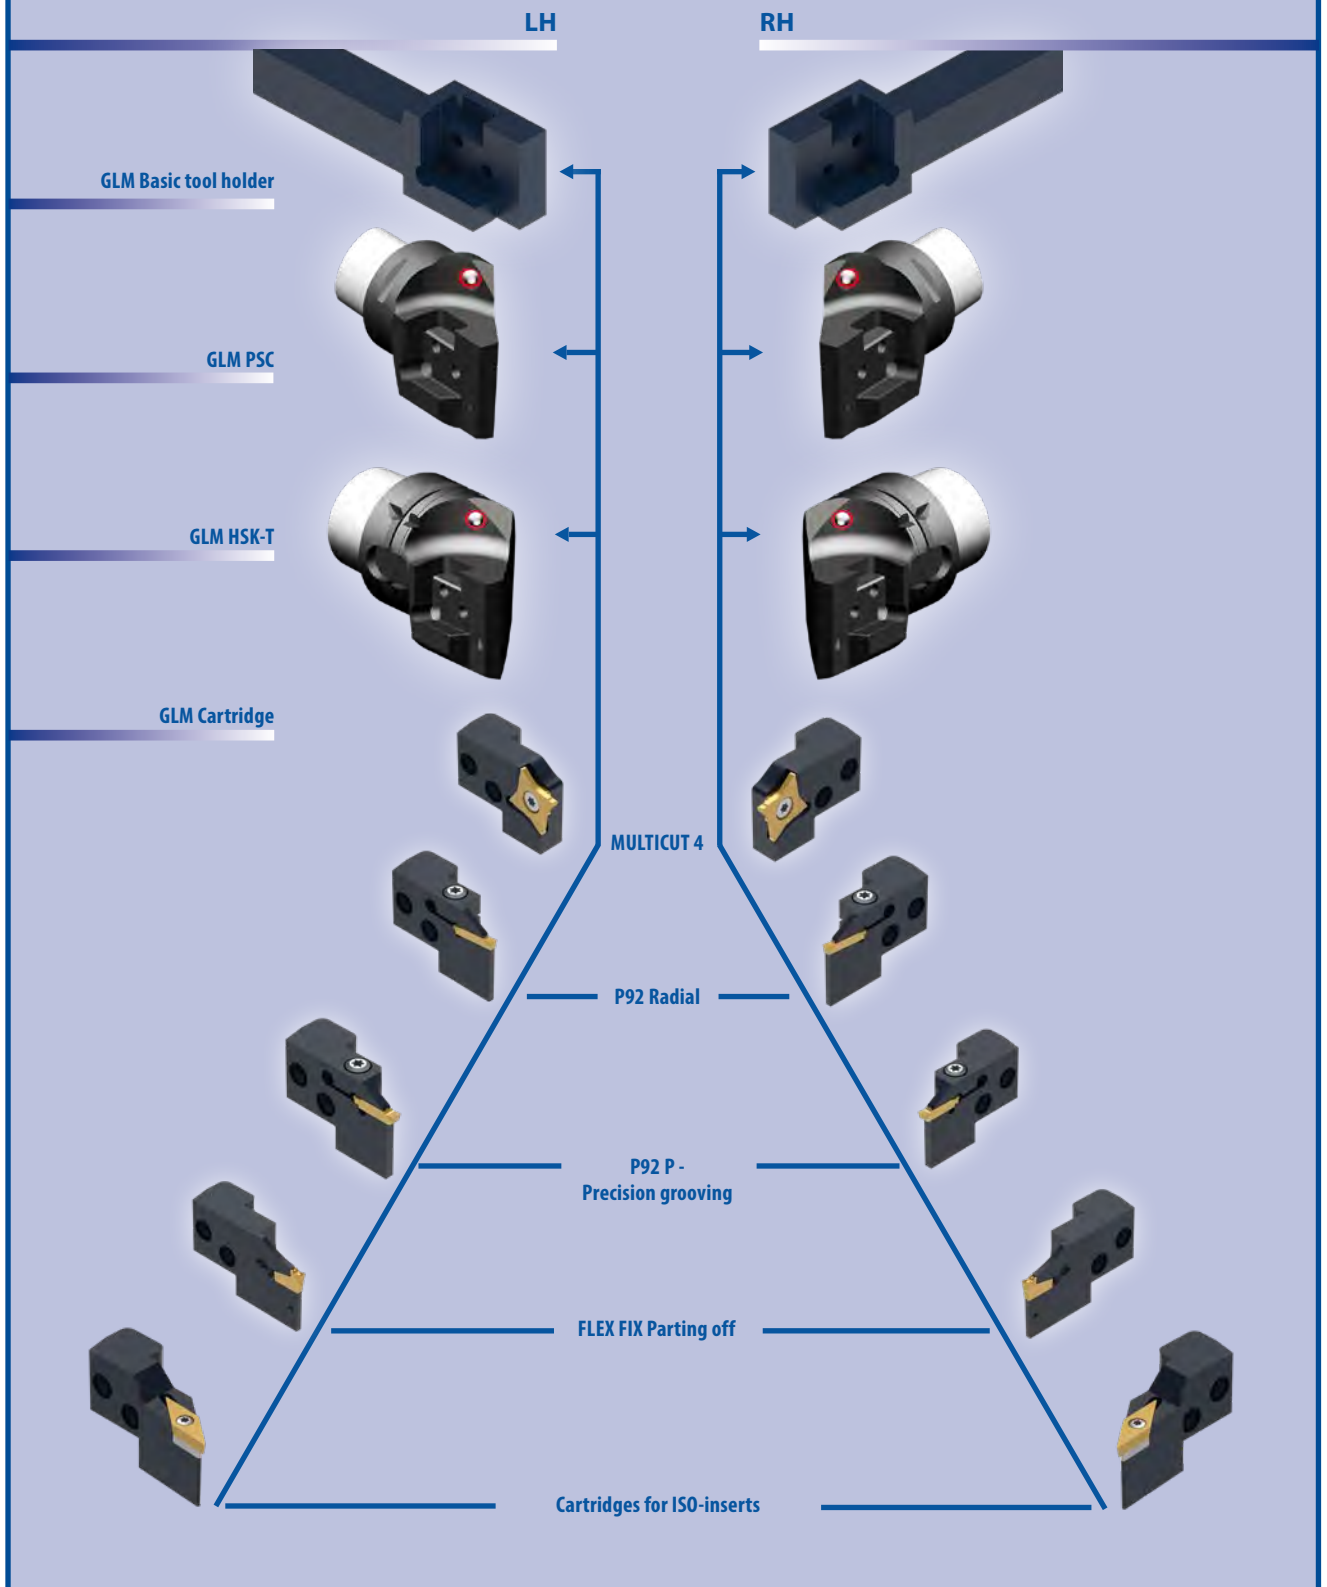 LH
RH
GLM Basic tool holder
GLM PSC
GLM HSK-T
GLM Cartridge
MULTICUT 4
P92 Radial
P92 P -
Precision grooving
FLEX FIX Parting off
Cartridges for ISO-inserts